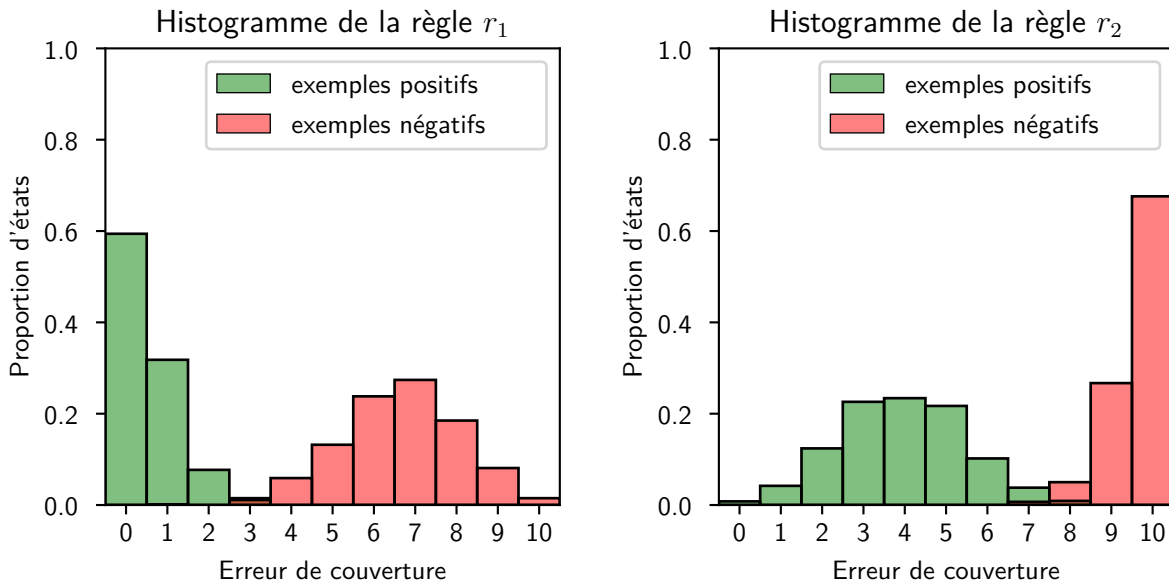 Histogramme de la règle r₁
exemples positifs
exemples négatifs
Proportion d'états
1.0
0.8
0.6
0.4
0.2
0.0
0 1 2 3 4 5 6 7 8 9 10
Erreur de couverture
Histogramme de la règle r₂
exemples positifs
exemples négatifs
Proportion d'états
1.0
0.8
0.6
0.4
0.2
0.0
0 1 2 3 4 5 6 7 8 9 10
Erreur de couverture